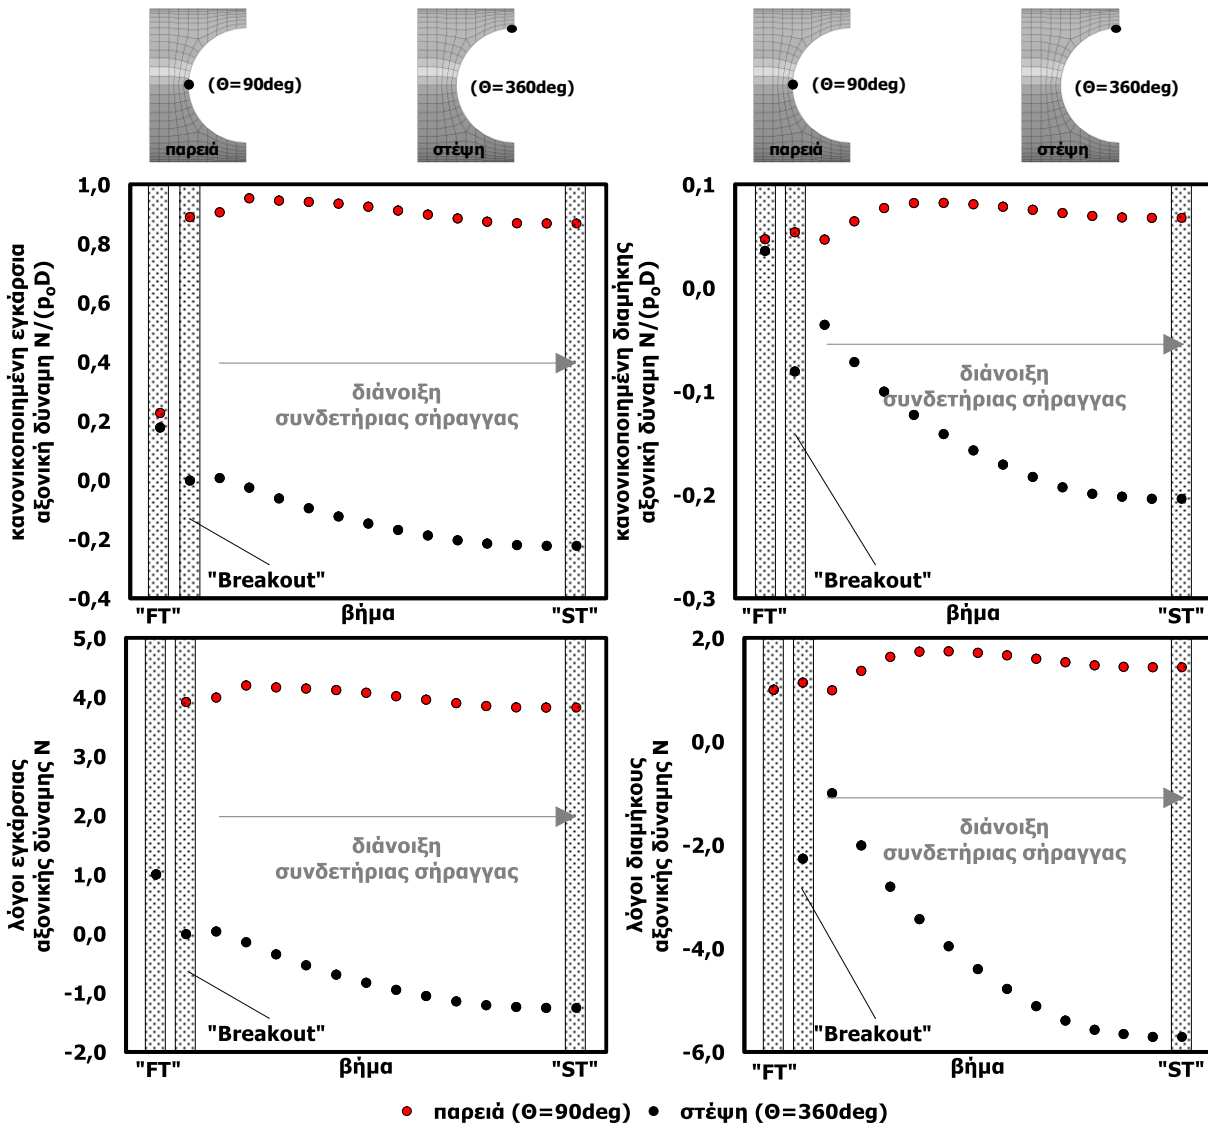 (Θ=90deg)
παρειά
(Θ=360deg)
στέψη
(Θ=90deg)
παρειά
(Θ=360deg)
στέψη
κανονικοποιημένη εγκάρσια
αξονική δύναμη N/(pₒD)
1,0
0,8
0,6
0,4
0,2
0,0
-0,2
-0,4
διάνοιξη
συνδετήριας σήραγγας
"Breakout"
"FT"
βήμα
"ST"
κανονικοποιημένη διαμήκης
αξονική δύναμη N/(pₒD)
0,1
0,0
-0,1
-0,2
-0,3
διάνοιξη
συνδετήριας σήραγγας
"Breakout"
"FT"
βήμα
"ST"
λόγοι εγκάρσιας
αξονικής δύναμης N
5,0
4,0
3,0
2,0
1,0
0,0
-1,0
-2,0
διάνοιξη
συνδετήριας σήραγγας
"Breakout"
"FT"
βήμα
"ST"
λόγοι διαμήκους
αξονικής δύναμης N
2,0
0,0
-2,0
-4,0
-6,0
διάνοιξη
συνδετήριας σήραγγας
"Breakout"
"FT"
βήμα
"ST"
παρειά (Θ=90deg) στέψη (Θ=360deg)